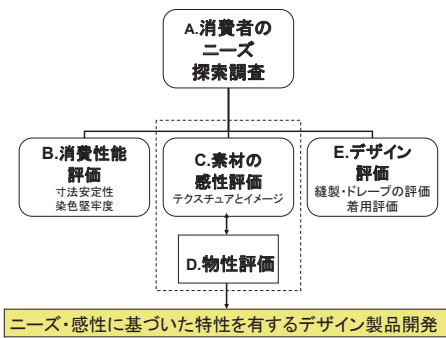 A.消費者の
ニーズ
探索調査
B.消費性能
評価
寸法安定性
染色堅牢度
C.素材の
感性評価
テクスチュアとイメージ
E.デザイン
評価
縫製・ドレープの評価
着用評価
D.物性評価
ニーズ・感性に基づいた特性を有するデザイン製品開発